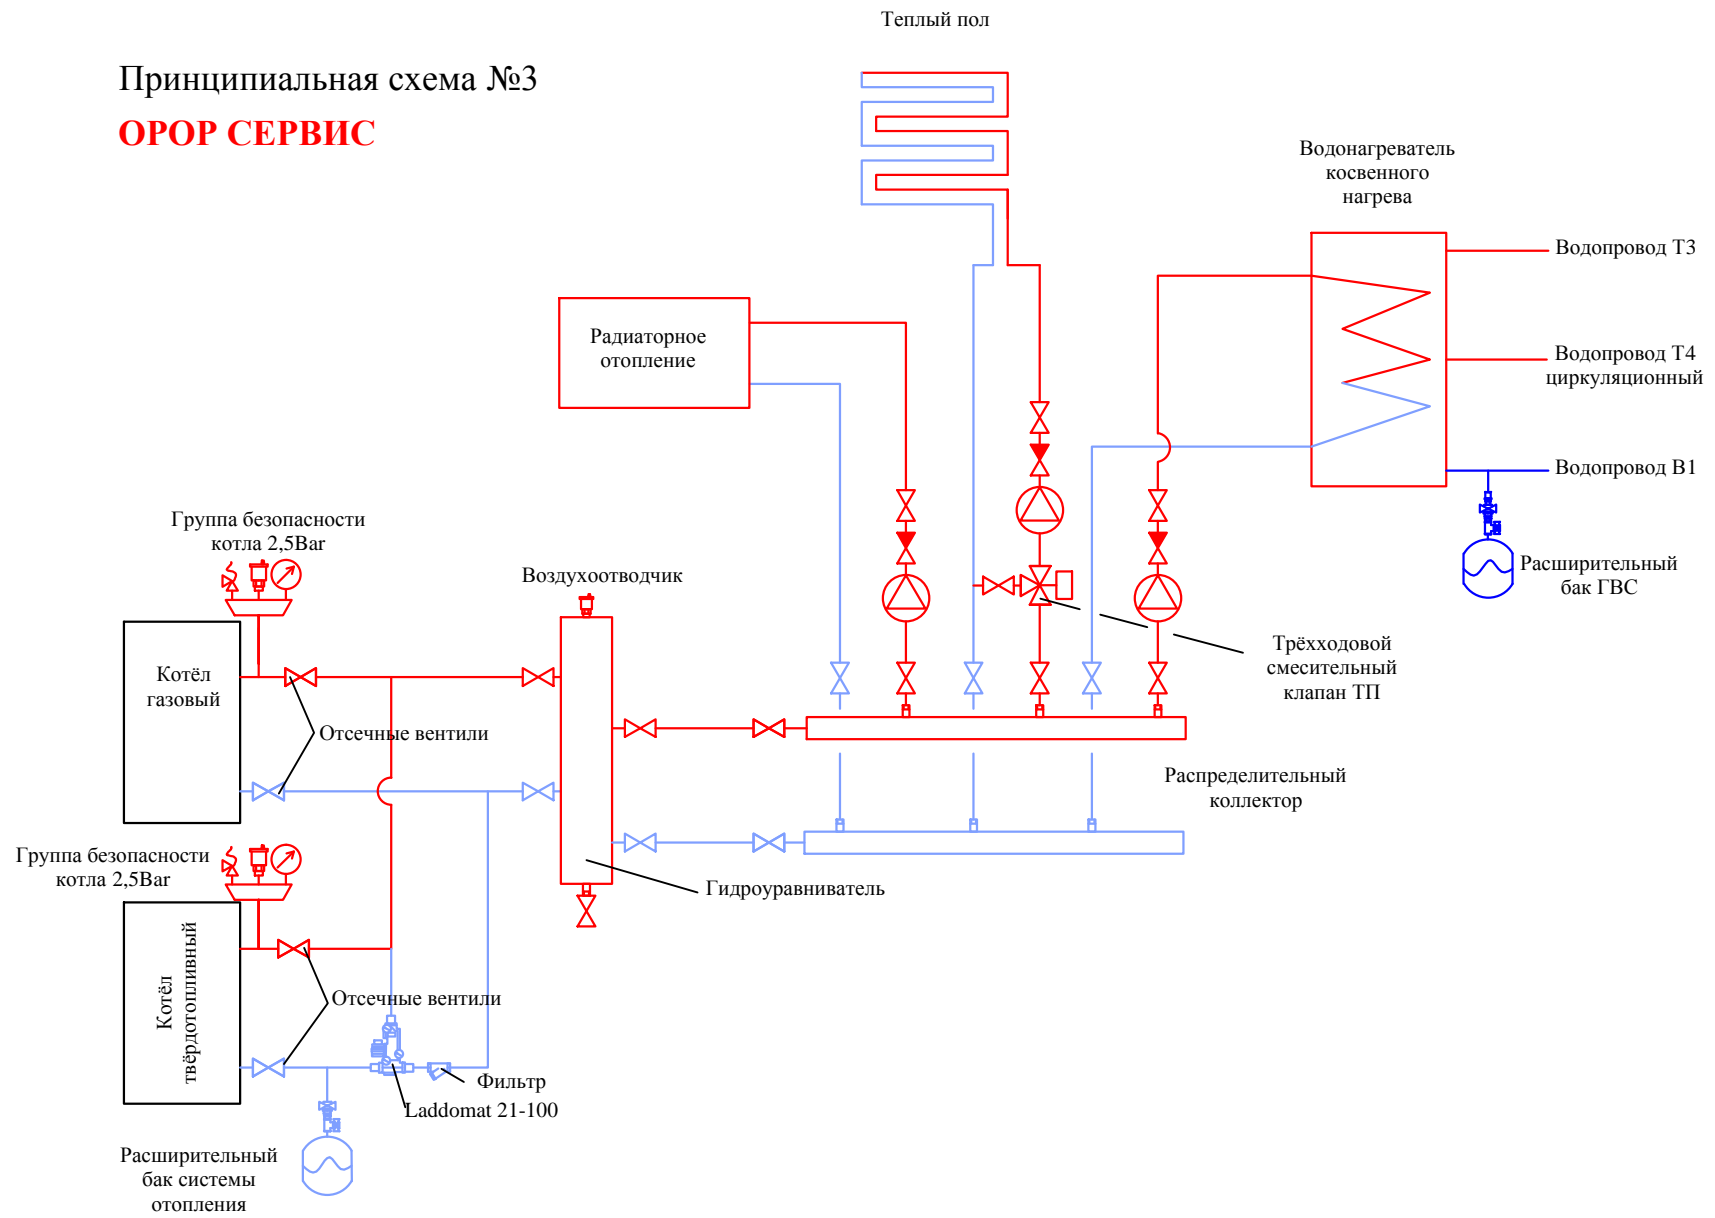 Теплый пол
Принципиальная схема №3
ОРОР СЕРВИС
Водонагреватель
косвенного
нагрева
Водопровод Т3
Радиаторное
отопление
Водопровод Т4
циркуляционный
Водопровод В1
Группа безопасности
котла 2,5Bar
Воздухоотводчик
Расширительный
бак ГВС
Трёхходовой
смесительный
клапан ТП
Котёл
газовый
Отсечные вентили
Распределительный
коллектор
Группа безопасности
котла 2,5Bar
Гидроуравниватель
Котёл
твёрдотопливный
Отсечные вентили
Фильтр
Laddomat 21-100
Расширительный
бак системы
отопления